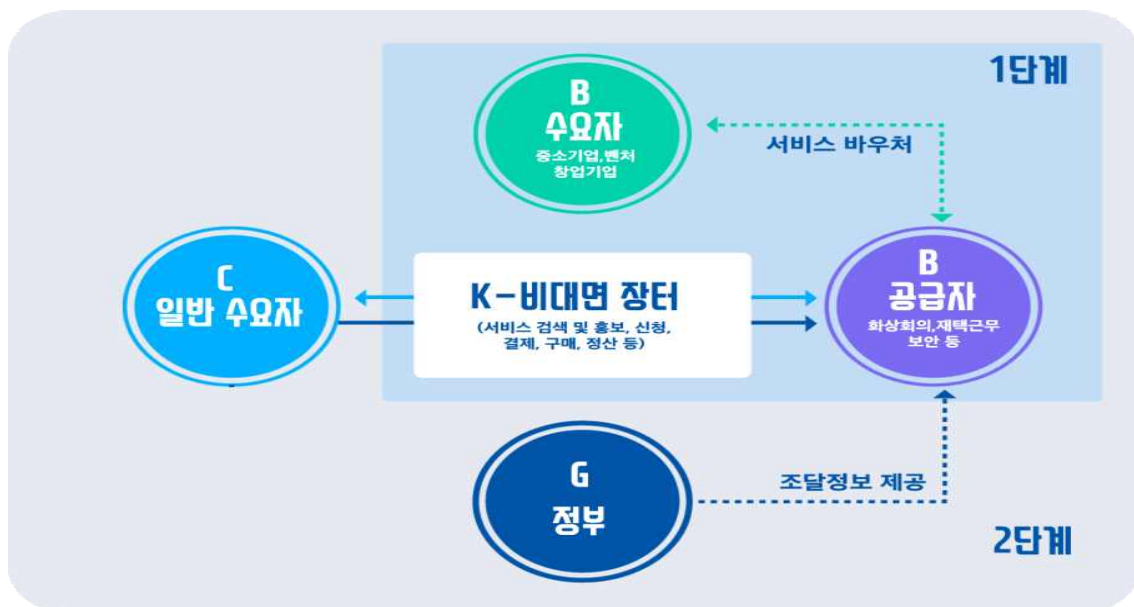 1단계
B
수요자
중소기업,벤처
창업기업
서비스 바우처
C
일반 수요자
K-비대면 장터
(서비스 검색 및 홍보, 신청,
결제, 구매, 정산 등)
B
공급자
화상회의,재택근무
보안 등
G
정부
조달정보 제공
2단계